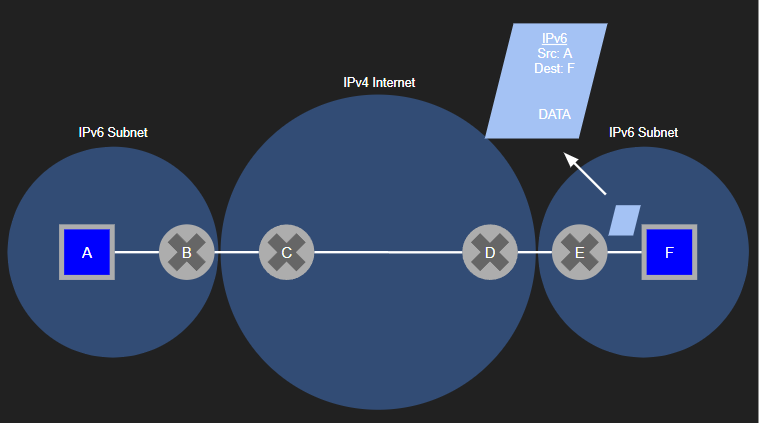 IPv6
Src: A
Dest: F
DATA
IPv4 Internet
IPv6 Subnet
IPv6 Subnet
A
B
C
D
E
F